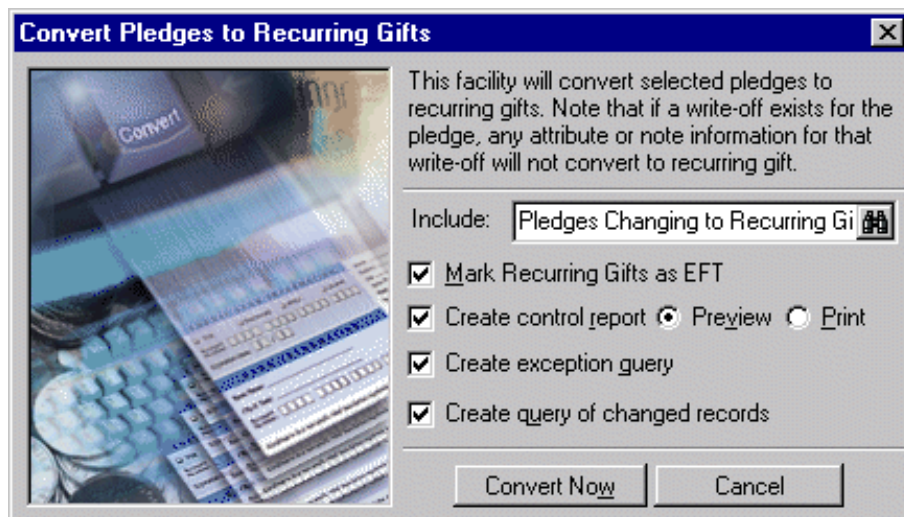 Convert Pledges to Recurring Gifts
Convert
This facility will convert selected pledges to
recurring gifts. Note that if a write-off exists for the
pledge, any attribute or note information for that
write-off will not convert to recurring gift.
Include: Pledges Changing to Recurring Gi
Mark Recurring Gifts as EFT
Create control report Preview Print
Create exception query
Create query of changed records
Convert Now Cancel